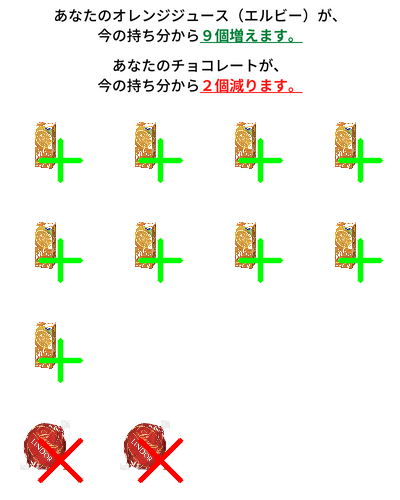 あなたのオレンジジュース（エルビー）が、
今の持ち分から９個増えます。
あなたのチョコレートが、
今の持ち分から２個減ります。
LINDOR
LINDOR